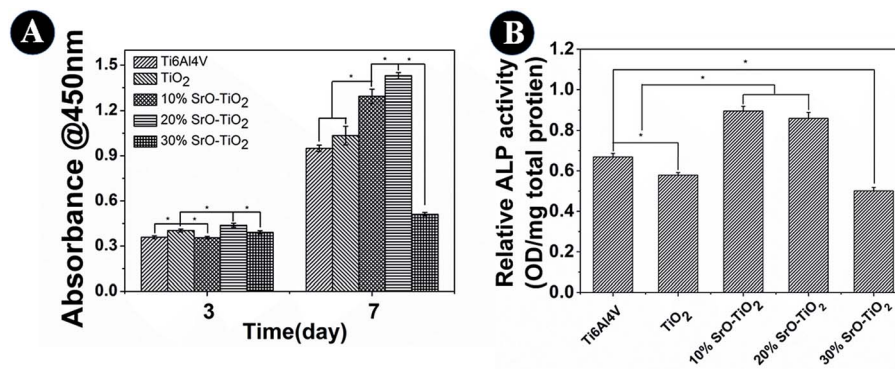 A
Absorbance @450nm
1.5
1.2
0.9
0.6
0.3
0.0
Ti6Al4V
TiO2
10% SrO-TiO2
20% SrO-TiO2
30% SrO-TiO2
* * * *
* * *
3
7
Time(day)
B
Relative ALP activity
(OD/mg total protien)
1.2
1.0
0.8
0.6
0.4
0.2
0.0
*
*
*
Ti6Al4V
TiO2
10% SrO-TiO2
20% SrO-TiO2
30% SrO-TiO2